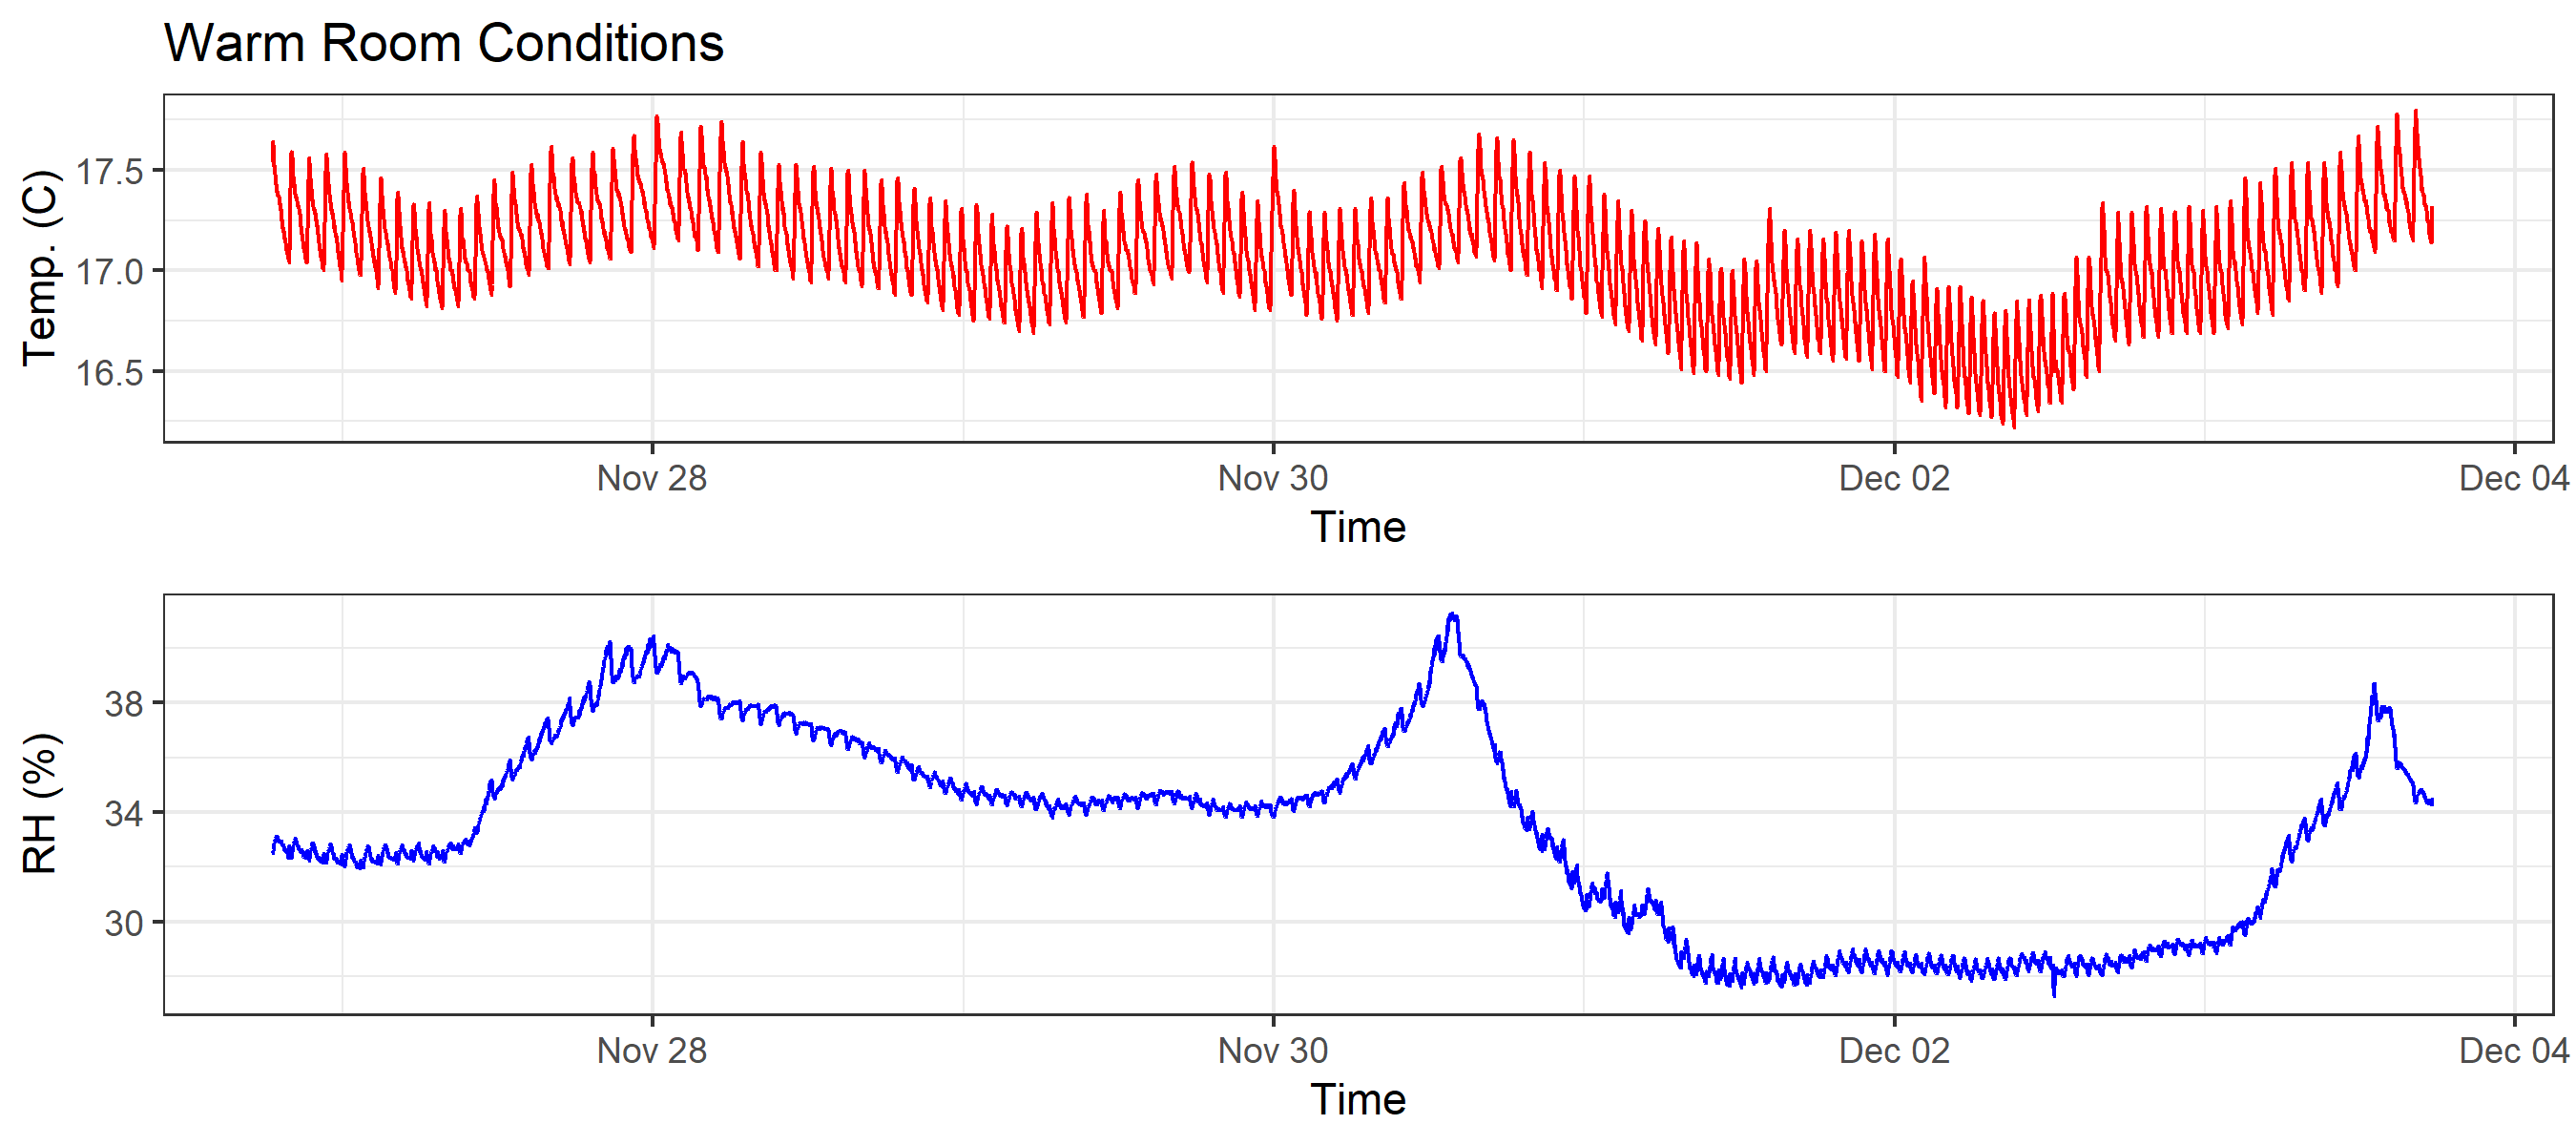 Warm Room Conditions
Temp. (C)
17.5
17.0
16.5
Nov 28 Nov 30 Dec 02 Dec 04
Time
RH (%)
38
34
30
Nov 28 Nov 30 Dec 02 Dec 04
Time